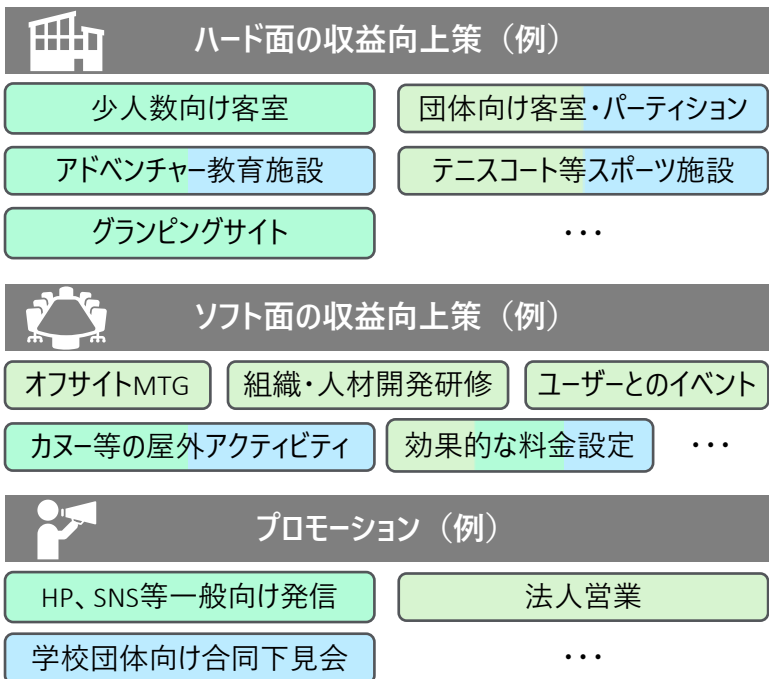 ハード面の収益向上策（例）
少人数向け客室
団体向け客室・パーティション
アドベンチャー教育施設
テニスコート等スポーツ施設
グランピングサイト
･･･
ソフト面の収益向上策（例）
オフサイトMTG
組織・人材開発研修
ユーザーとのイベント
カヌー等の屋外アクティビティ
効果的な料金設定
･･･
プロモーション（例）
HP、SNS等一般向け発信
法人営業
学校団体向け合同下見会
･･･